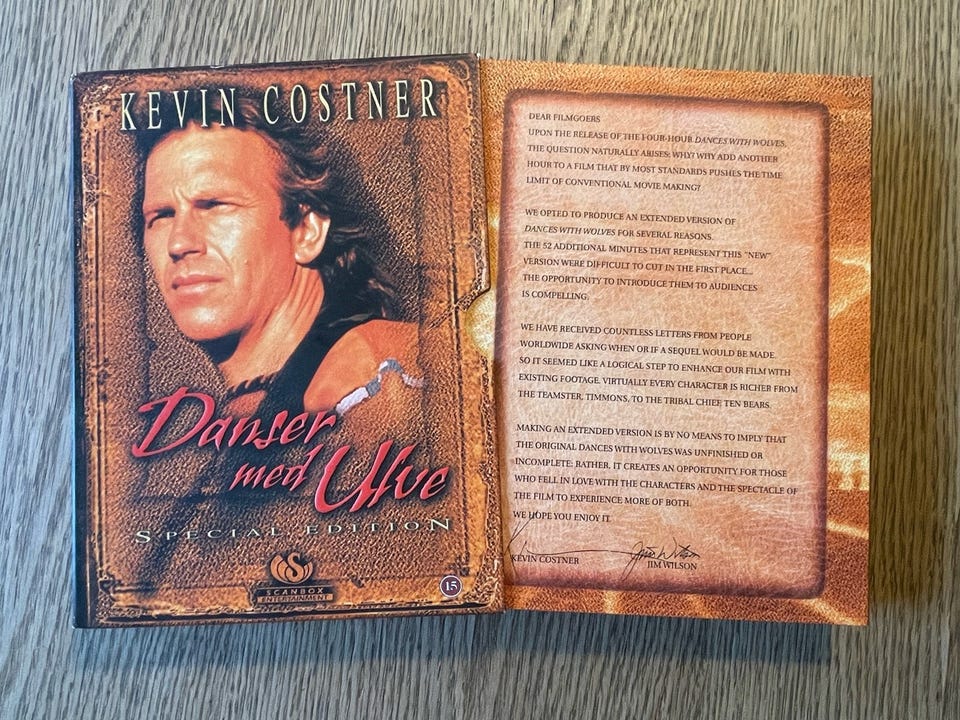 KEVIN COSTNER
Danser
med Ulve
SPECIAL EDITION
SCANBOX
ENTERTAINMENT
15
DEAR FILMGOERS
UPON THE RELEASE OF THE FOUR-HOUR DANCES WITH WOLVES,
THE QUESTION NATURALLY ARISES: WHY? WHY ADD ANOTHER
HOUR TO A FILM THAT BY MOST STANDARDS PUSHES THE TIME
LIMIT OF CONVENTIONAL MOVIE MAKING?
WE OPTED TO PRODUCE AN EXTENDED VERSION OF
DANCES WITH WOLVES FOR SEVERAL REASONS.
THE 52 ADDITIONAL MINUTES THAT REPRESENT THIS "NEW"
VERSION WERE DIFFICULT TO CUT IN THE FIRST PLACE...
THE OPPORTUNITY TO INTRODUCE THEM TO AUDIENCES
IS COMPELLING.
WE HAVE RECEIVED COUNTLESS LETTERS FROM PEOPLE
WORLDWIDE ASKING WHEN OR IF A SEQUEL WOULD BE MADE.
SO IT SEEMED LIKE A LOGICAL STEP TO ENHANCE OUR FILM WITH
EXISTING FOOTAGE. VIRTUALLY EVERY CHARACTER IS RICHER FROM
THE TEAMSTER, TIMMONS, TO THE TRIBAL CHIEF TEN BEARS.
MAKING AN EXTENDED VERSION IS BY NO MEANS TO IMPLY THAT
THE ORIGINAL DANCES WITH WOLVES WAS UNFINISHED OR
INCOMPLETE; RATHER. IT CREATES AN OPPORTUNITY FOR THOSE
WHO FELL IN LOVE WITH THE CHARACTERS AND THE SPECTACLE OF
THE FILM TO EXPERIENCE MORE OF BOTH.
WE HOPE YOU ENJOY IT.
KEVIN COSTNER
Jim Wilson
JIM WILSON